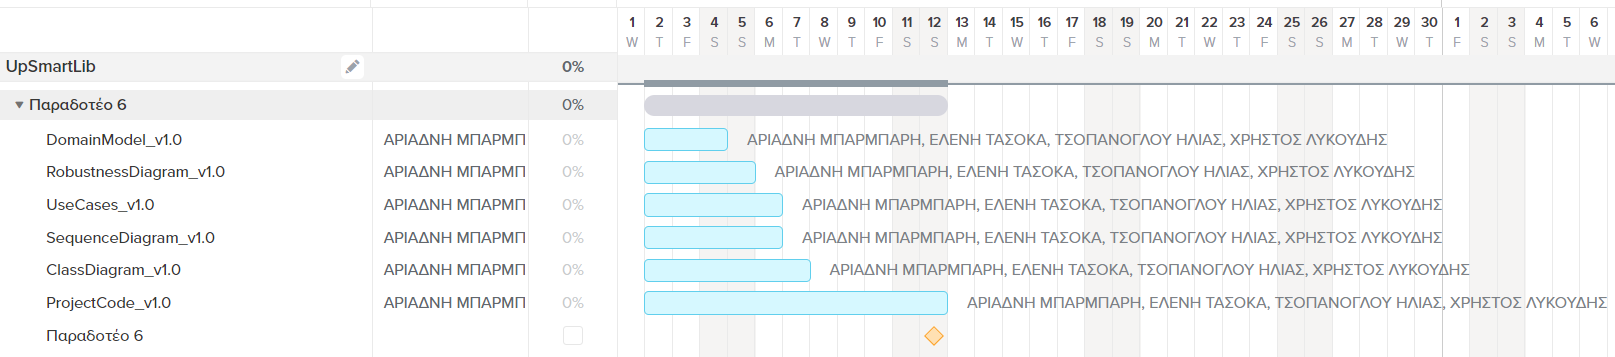 1 2 3 4 5 6 7 8 9 10 11 12 13 14 15 16 17 18 19 20 21 22 23 24 25 26 27 28 29 30 1 2 3 4 5 6
W T F S S M T W T F S S M T W T F S S M T W T F S S M T W T F S S M T W
UpSmartLib 0%
Παραδοτέο 6 0%
DomainModel_v1.0 ΑΡΙΑΔΝΗ ΜΠΑΡΜΠ 0% ΑΡΙΑΔΝΗ ΜΠΑΡΜΠΑΡΗ, ΕΛΕΝΗ ΤΑΣΟΚΑ, ΤΣΟΠΑΝΟΓΛΟΥ ΗΛΙΑΣ, ΧΡΗΣΤΟΣ ΛΥΚΟΥΔΗΣ
RobustnessDiagram_v1.0 ΑΡΙΑΔΝΗ ΜΠΑΡΜΠ 0% ΑΡΙΑΔΝΗ ΜΠΑΡΜΠΑΡΗ, ΕΛΕΝΗ ΤΑΣΟΚΑ, ΤΣΟΠΑΝΟΓΛΟΥ ΗΛΙΑΣ, ΧΡΗΣΤΟΣ ΛΥΚΟΥΔΗΣ
UseCases_v1.0 ΑΡΙΑΔΝΗ ΜΠΑΡΜΠ 0% ΑΡΙΑΔΝΗ ΜΠΑΡΜΠΑΡΗ, ΕΛΕΝΗ ΤΑΣΟΚΑ, ΤΣΟΠΑΝΟΓΛΟΥ ΗΛΙΑΣ, ΧΡΗΣΤΟΣ ΛΥΚΟΥΔΗΣ
SequenceDiagram_v1.0 ΑΡΙΑΔΝΗ ΜΠΑΡΜΠ 0% ΑΡΙΑΔΝΗ ΜΠΑΡΜΠΑΡΗ, ΕΛΕΝΗ ΤΑΣΟΚΑ, ΤΣΟΠΑΝΟΓΛΟΥ ΗΛΙΑΣ, ΧΡΗΣΤΟΣ ΛΥΚΟΥΔΗΣ
ClassDiagram_v1.0 ΑΡΙΑΔΝΗ ΜΠΑΡΜΠ 0% ΑΡΙΑΔΝΗ ΜΠΑΡΜΠΑΡΗ, ΕΛΕΝΗ ΤΑΣΟΚΑ, ΤΣΟΠΑΝΟΓΛΟΥ ΗΛΙΑΣ, ΧΡΗΣΤΟΣ ΛΥΚΟΥΔΗΣ
ProjectCode_v1.0 ΑΡΙΑΔΝΗ ΜΠΑΡΜΠ 0% ΑΡΙΑΔΝΗ ΜΠΑΡΜΠΑΡΗ, ΕΛΕΝΗ ΤΑΣΟΚΑ, ΤΣΟΠΑΝΟΓΛΟΥ ΗΛΙΑΣ, ΧΡΗΣΤΟΣ ΛΥΚΟΥΔΗΣ
Παραδοτέο 6